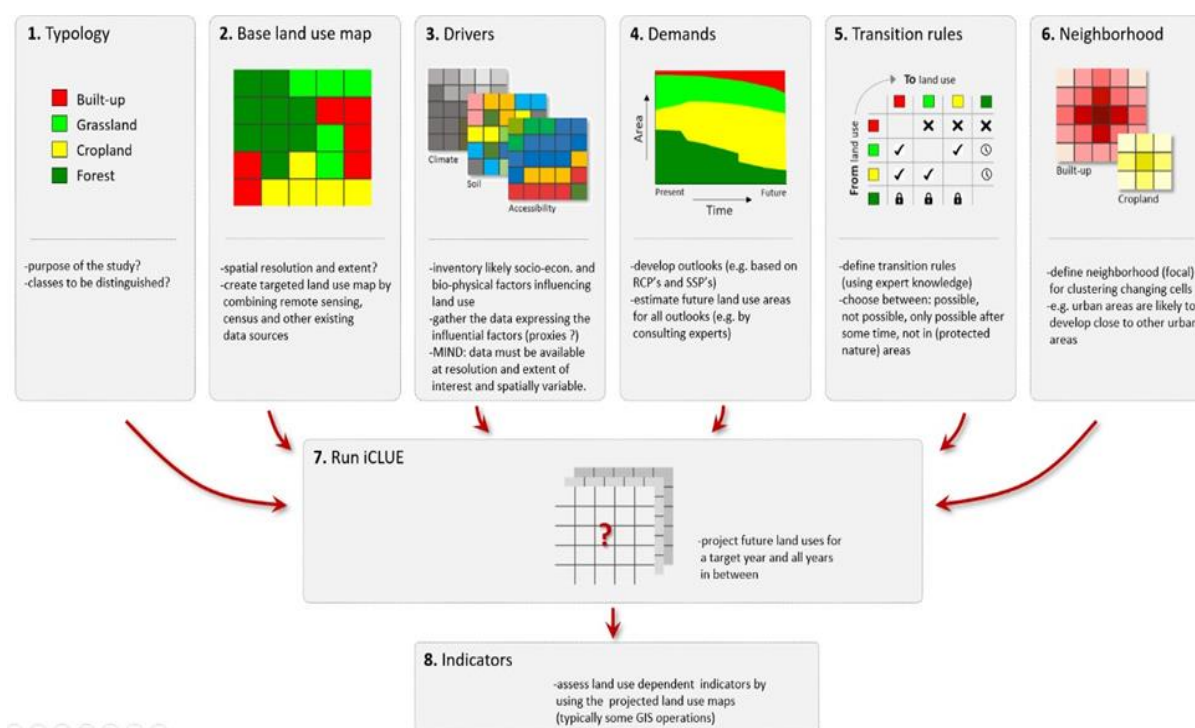 1. Typology
Built-up
Grassland
Cropland
Forest
-purpose of the study?
-classes to be distinguished?
2. Base land use map
-spatial resolution and extent?
-create targeted land use map by
combining remote sensing,
census and other existing
data sources
3. Drivers
Climate
Soil
Accessibility
-inventory likely socio-econ. and
bio-physical factors influencing
land use
-gather the data expressing the
influential factors (proxies ?)
-MIND: data must be available
at resolution and extent of
interest and spatially variable.
4. Demands
Area
Present
Future
Time
-develop outlooks (e.g. based on
RCP's and SSP's)
-estimate future land use areas
for all outlooks (e.g. by
consulting experts)
5. Transition rules
To land use
From land use
-define transition rules
(using expert knowledge)
-choose between: possible,
not possible, only possible after
some time, not in (protected
nature) areas
6. Neighborhood
Built-up
Cropland
-define neighborhood (focal)
for clustering changing cells
-e.g. urban areas are likely to
develop close to other urban
areas
7. Run iCLUE
?
-project future land uses for
a target year and all years
in between
8. Indicators
-assess land use dependent indicators by
using the projected land use maps
(typically some GIS operations)